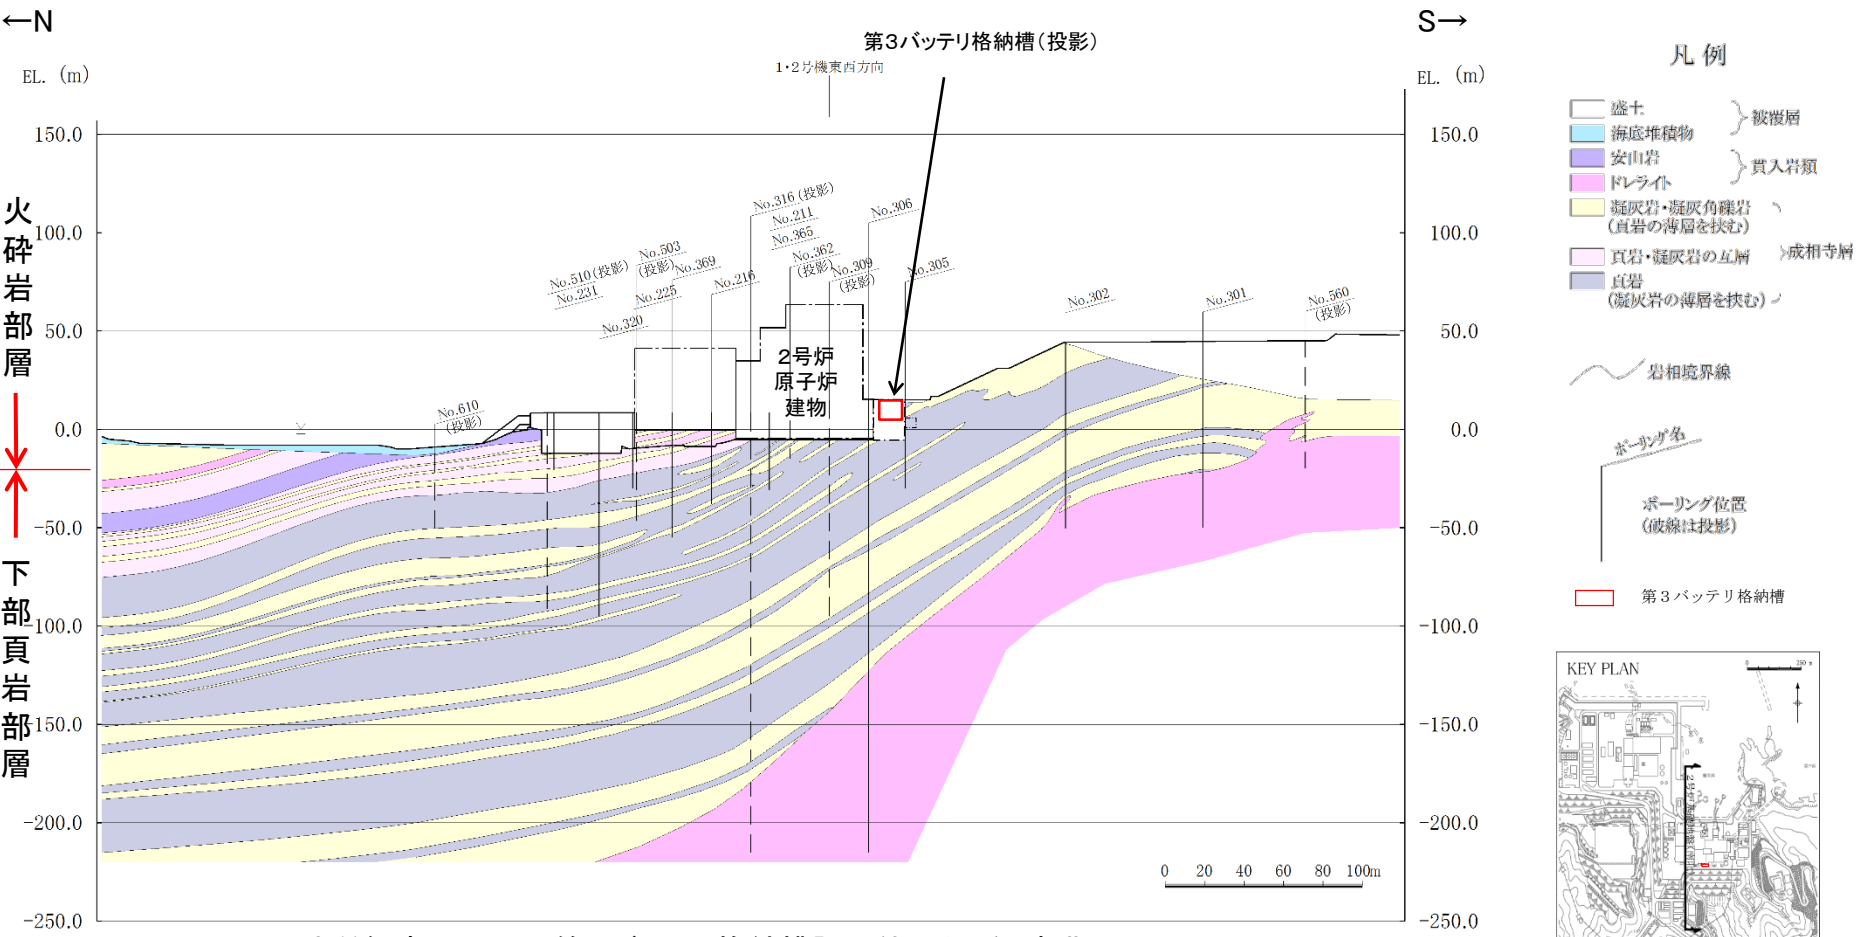 ←N
S→
第3バッテリ格納槽(投影)
1・2号機東西方向
EL. (m)
EL. (m)
150.0
100.0
50.0
0.0
-50.0
-100.0
-150.0
-200.0
-250.0
150.0
100.0
50.0
0.0
-50.0
-100.0
-150.0
-200.0
-250.0
火砕岩部層
下部頁岩部層
No.610
(投影)
No.510(投影)
No.231
No.320
No.503
(投影)
No.225
No.369
No.216
No.316(投影)
No.211
No.365
No.362
(投影)
No.309
(投影)
No.306
No.305
No.302
No.301
No.560
(投影)
2号炉
原子炉
建物
0 20 40 60 80 100m
凡例
盛土
海底堆積物
被覆層
安山岩
ドレライト
貫入岩類
凝灰岩・凝灰角礫岩
(頁岩の薄層を挟む)
頁岩・凝灰岩の互層
頁岩
(凝灰岩の薄層を挟む)
成相寺層
岩相境界線
ボーリング名
ボーリング位置
(破線は投影)
第3バッテリ格納槽
KEY PLAN
0 250 m